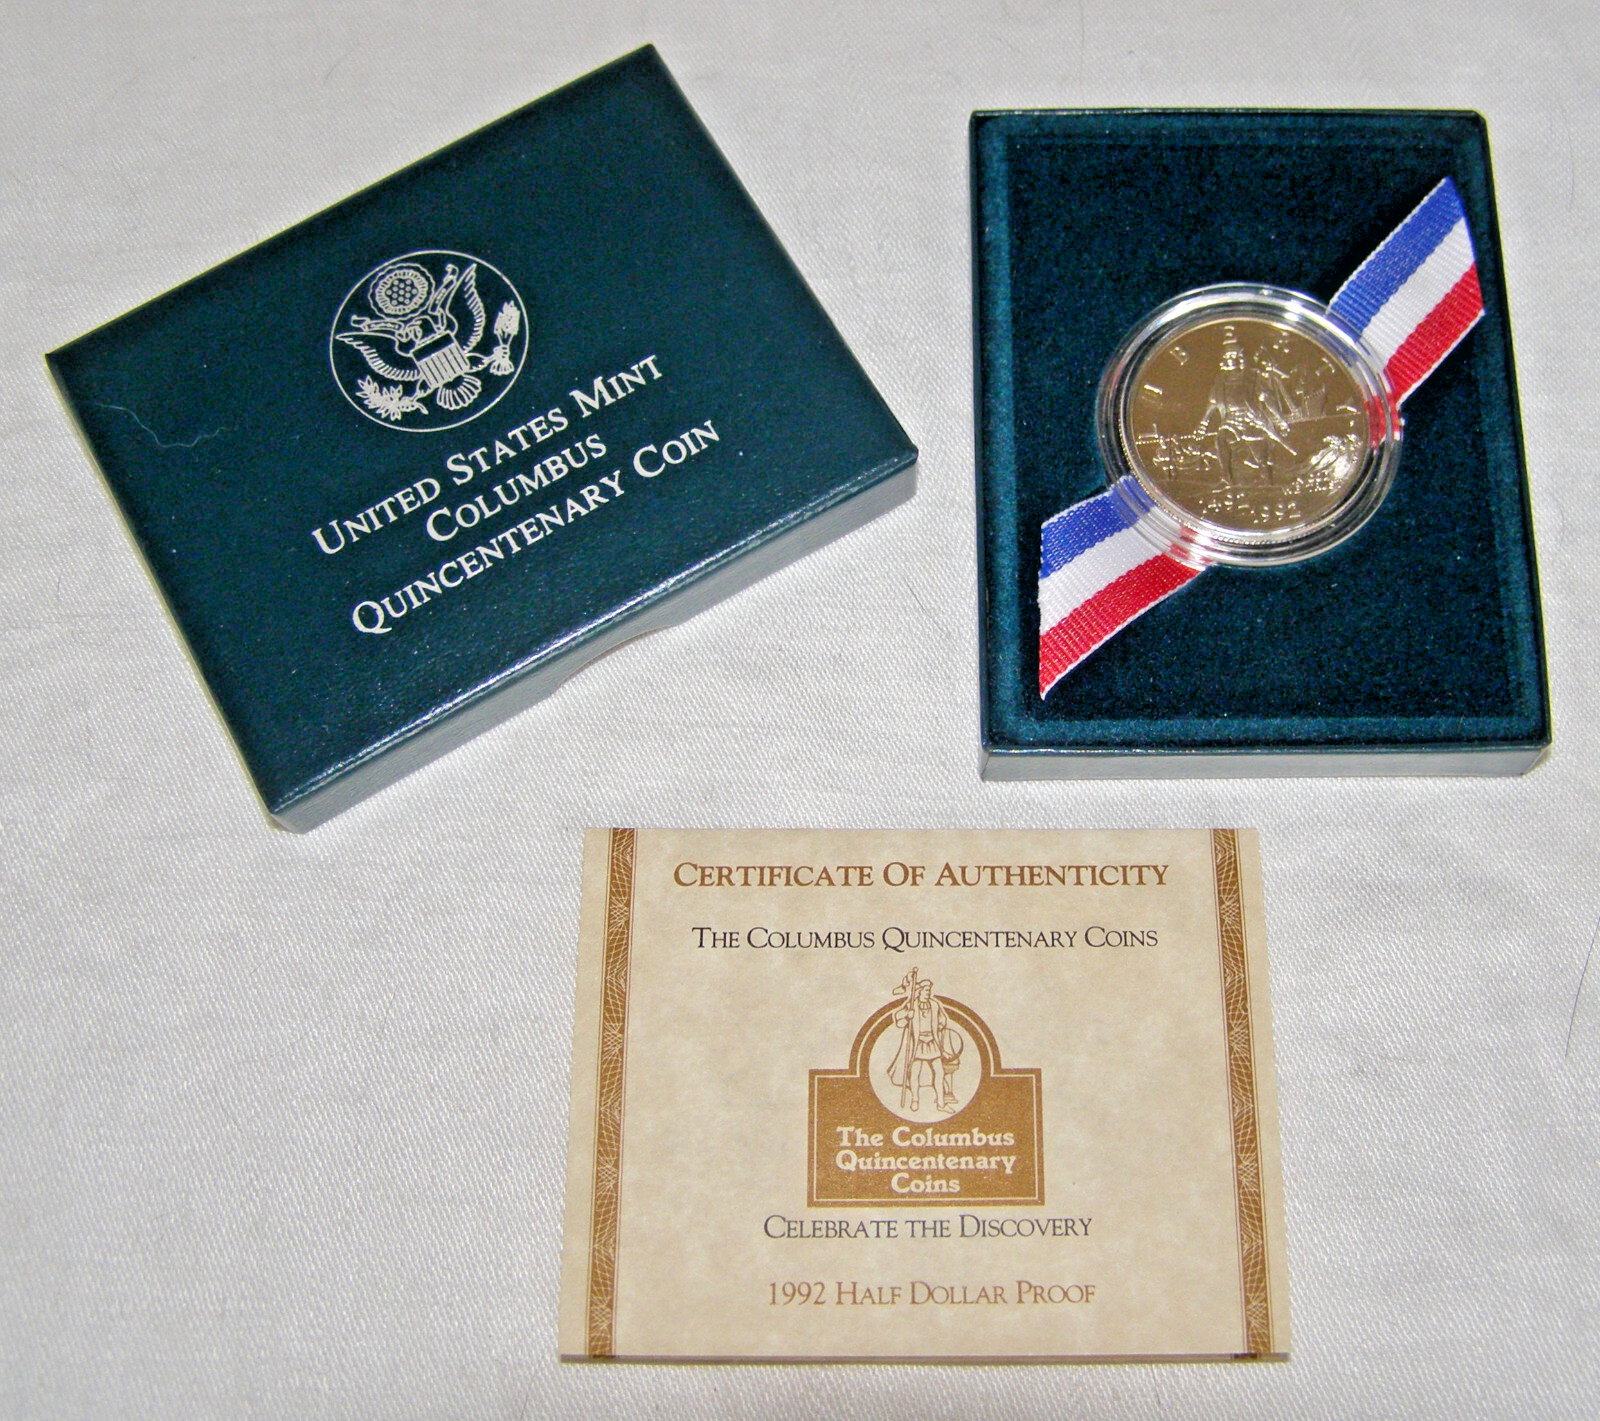 UNITED STATES MINT
COLUMBUS
QUINCENTENARY COIN
LIBERTY
1492 1992
CERTIFICATE OF AUTHENTICITY
THE COLUMBUS QUINCENTENARY COINS
The Columbus
Quincentenary
Coins
CELEBRATE THE DISCOVERY
1992 HALF DOLLAR PROOF